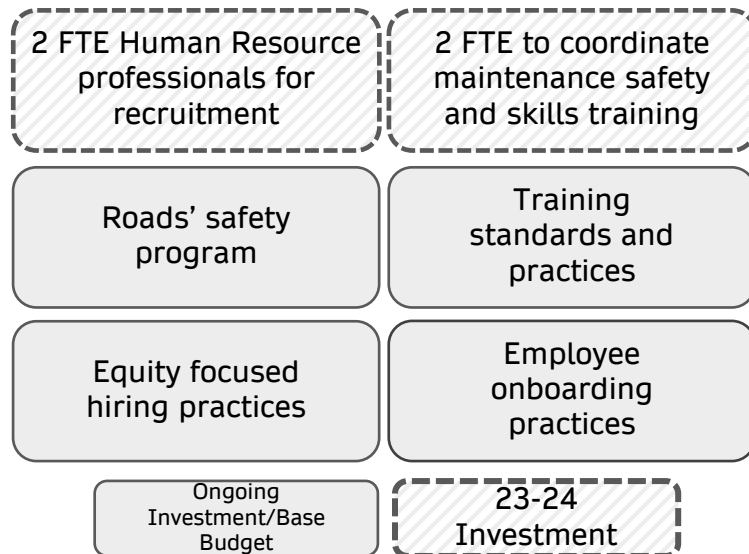 2 FTE Human Resource
professionals for
recruitment
2 FTE to coordinate
maintenance safety
and skills training
Roads’ safety
program
Training
standards and
practices
Equity focused
hiring practices
Employee
onboarding
practices
Ongoing
Investment/Base
Budget
23-24
Investment